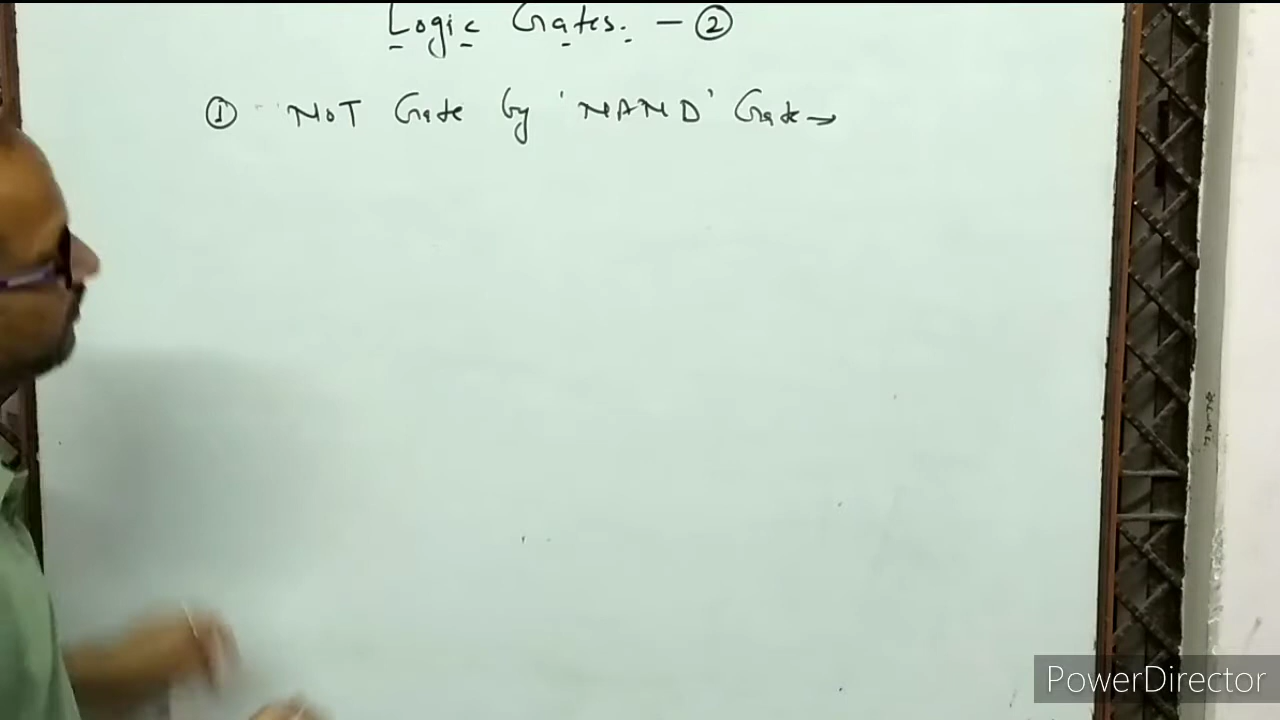 Logic Gates. - ②
① NOT Gate by 'NAND' Gate →
PowerDirector